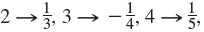 2 → 1/3, 3 → −1/4, 4 → 1/5,